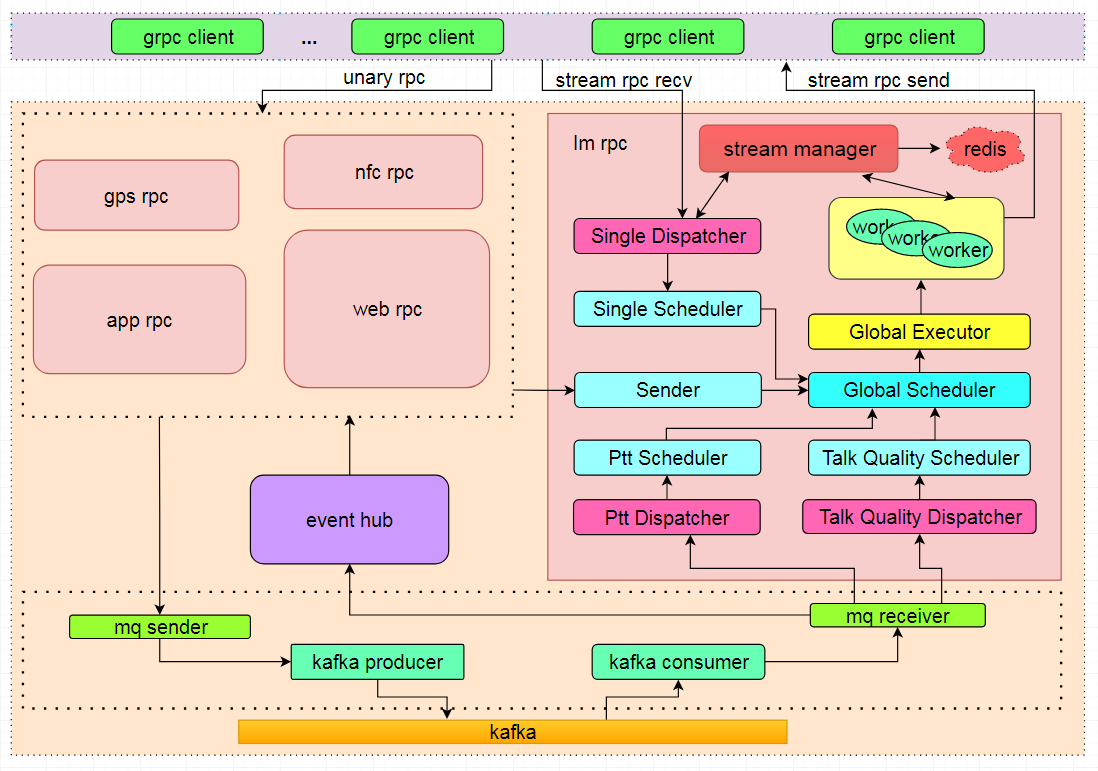 grpc client
...
grpc client
grpc client
grpc client
unary rpc
stream rpc recv
stream rpc send
gps rpc
nfc rpc
app rpc
web rpc
Im rpc
stream manager
redis
Single Dispatcher
worker
worker
worker
Single Scheduler
Global Executor
Sender
Global Scheduler
Ptt Scheduler
Talk Quality Scheduler
event hub
Ptt Dispatcher
Talk Quality Dispatcher
mq sender
mq receiver
kafka producer
kafka consumer
kafka